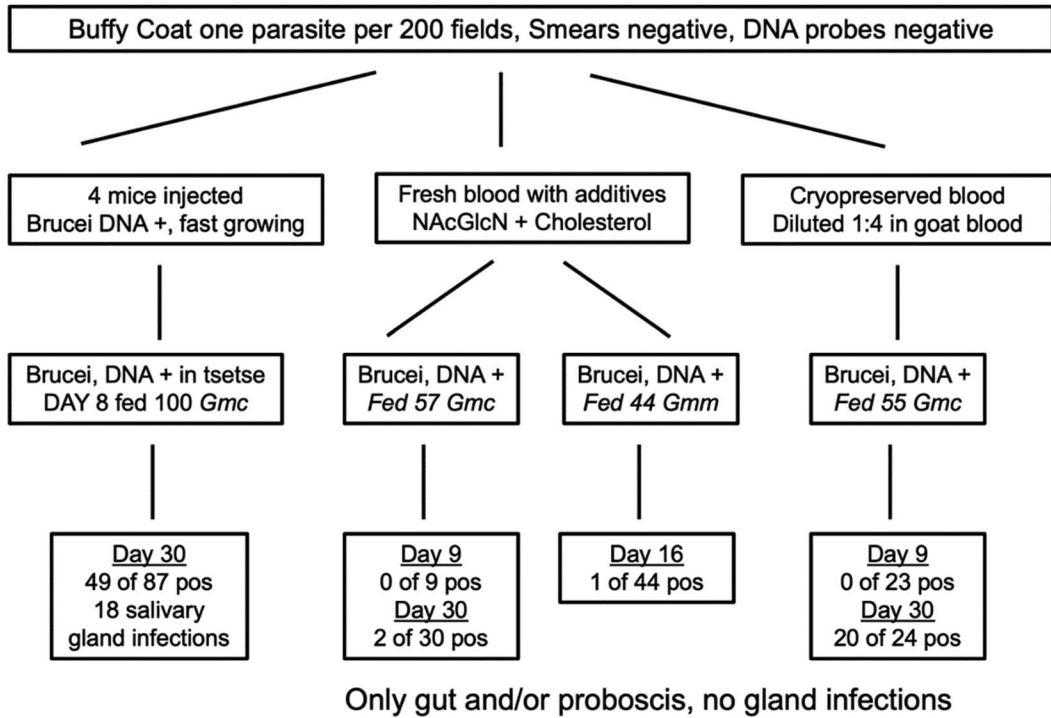 Buffy Coat one parasite per 200 fields, Smears negative, DNA probes negative
4 mice injected
Brucei DNA +, fast growing
Fresh blood with additives
NAcGlcN + Cholesterol
Cryopreserved blood
Diluted 1:4 in goat blood
Brucei, DNA + in tsetse
DAY 8 fed 100 Gmc
Brucei, DNA +
Fed 57 Gmc
Brucei, DNA +
Fed 44 Gmm
Brucei, DNA +
Fed 55 Gmc
Day 30
49 of 87 pos
18 salivary
gland infections
Day 9
0 of 9 pos
Day 30
2 of 30 pos
Day 16
1 of 44 pos
Day 9
0 of 23 pos
Day 30
20 of 24 pos
Only gut and/or proboscis, no gland infections